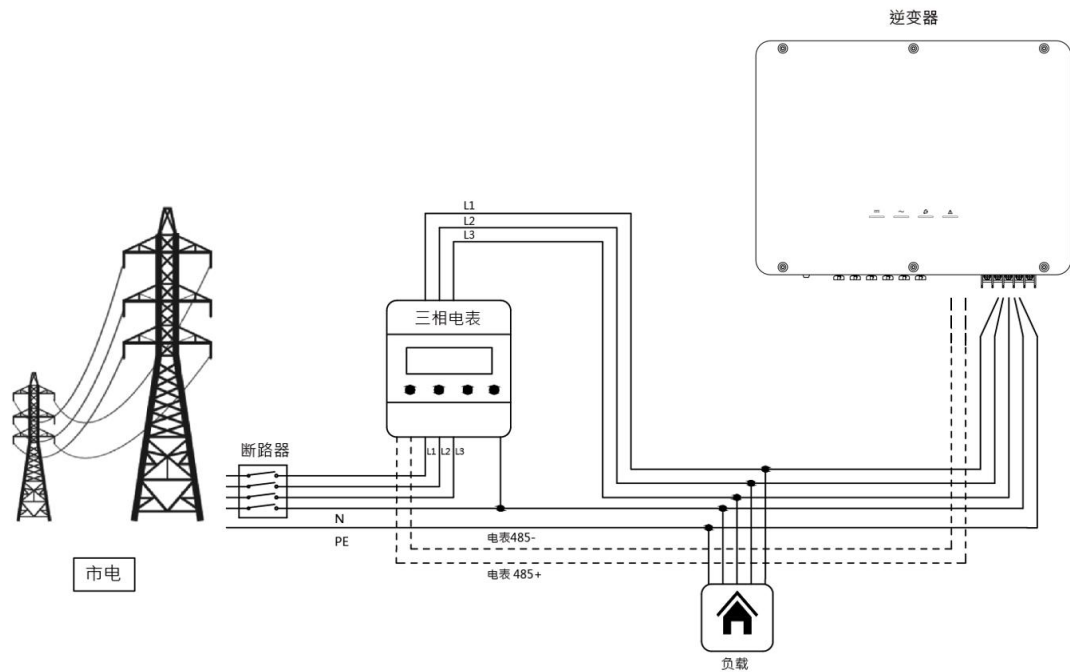 逆变器
L1
L2
L3
三相电表
断路器
L1 L2 L3
N
PE
电表485-
电表 485+
市电
负载